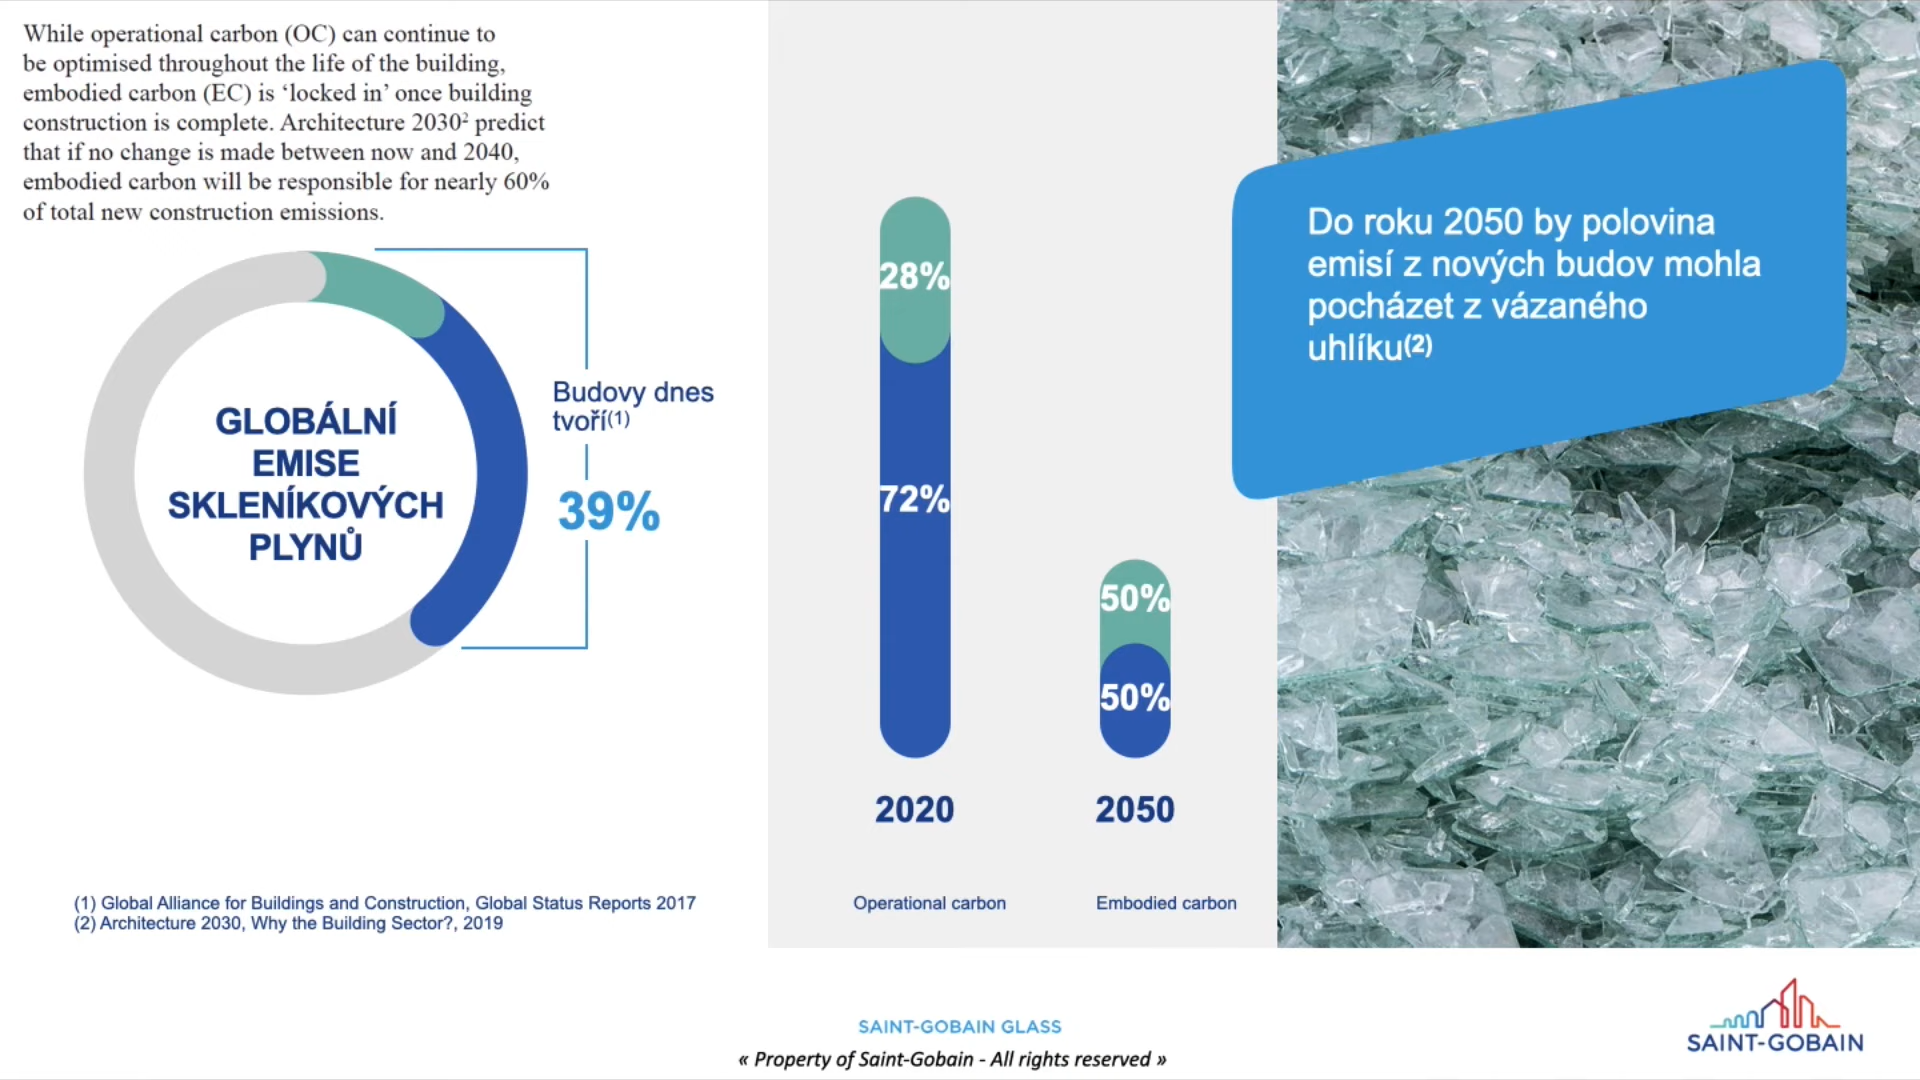 While operational carbon (OC) can continue to
be optimised throughout the life of the building,
embodied carbon (EC) is ‘locked in’ once building
construction is complete. Architecture 2030² predict
that if no change is made between now and 2040,
embodied carbon will be responsible for nearly 60%
of total new construction emissions.
GLOBÁLNÍ
EMISE
SKLENÍKOVÝCH
PLYNŮ
Budovy dnes
tvoří(1)
39%
(1) Global Alliance for Buildings and Construction, Global Status Reports 2017
(2) Architecture 2030, Why the Building Sector?, 2019
28%
72%
2020
50%
50%
2050
Operational carbon
Embodied carbon
Do roku 2050 by polovina
emisí z nových budov mohla
pocházet z vázaného
uhlíku(2)
SAINT-GOBAIN GLASS
« Property of Saint-Gobain - All rights reserved »
SAINT-GOBAIN